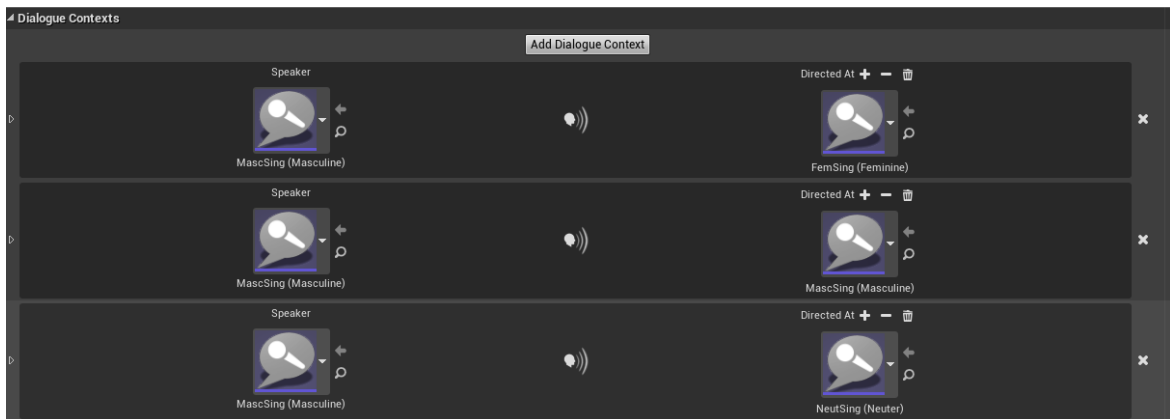 Dialogue Contexts
Add Dialogue Context
Speaker
Directed At
MascSing (Masculine)
FemSing (Feminine)
Speaker
Directed At
MascSing (Masculine)
MascSing (Masculine)
Speaker
Directed At
MascSing (Masculine)
NeutSing (Neuter)